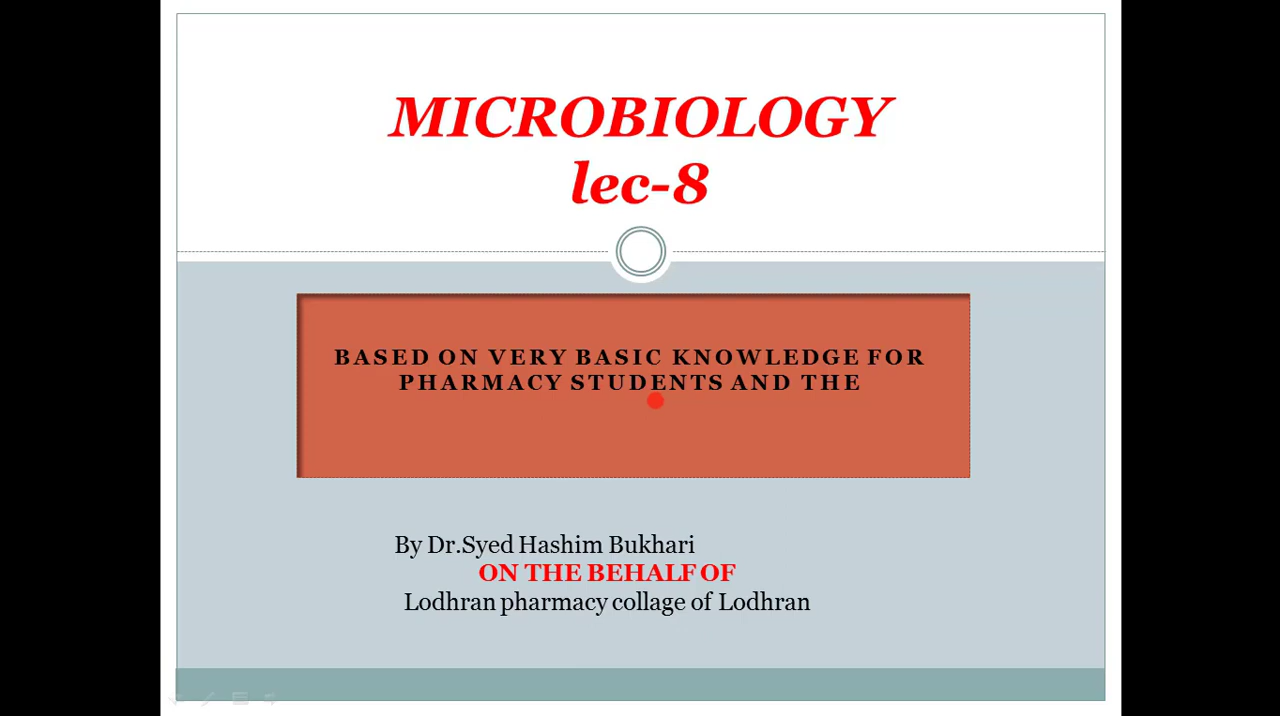 MICROBIOLOGY
lec-8
BASED ON VERY BASIC KNOWLEDGE FOR
PHARMACY STUDENTS AND THE
By Dr.Syed Hashim Bukhari
ON THE BEHALF OF
Lodhran pharmacy collage of Lodhran